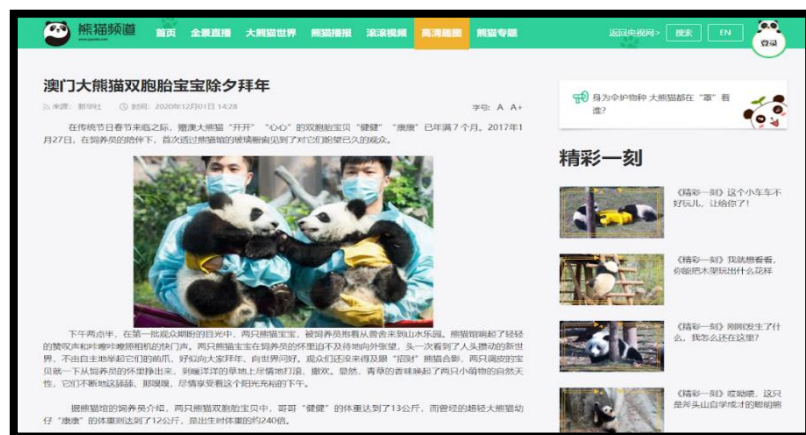 熊猫频道
首页 全景直播 大熊猫世界 熊猫播报 滚滚视频 高清趣图 熊猫专题
返回央视网> 搜索 EN
登录
澳门大熊猫双胞胎宝宝除夕拜年
来源: 新华社 时间: 2020年12月01日 14:28
字号: A A+
在传统节日春节来临之际，赠澳大熊猫“开开”“心心”的双胞胎宝贝“健健”“康康”已年满7个月。2017年1
月27日，在饲养员的陪伴下，首次透过熊猫馆的玻璃橱窗见到了对它们盼望已久的观众。
下午两点半，在第一批观众期盼的目光中，两只熊猫宝宝，被饲养员抱着从兽舍来到山水乐园。熊猫馆响起了轻轻
的赞叹声和咔嚓咔嚓照相机的快门声。两只熊猫宝宝在饲养员的怀里迫不及待地向外张望，头一次看到了人头攒动的新世
界，不由自主地举起它们的前爪，好似向大家拜年、向世界问好。观众们还没来得及跟“招财”熊猫合影，两只调皮的宝
贝就一下从饲养员的怀里挣出来，到暖洋洋的草地上尽情地打滚、撒欢。显然，青草的香味唤起了两只小萌物的自然天
性，它们不断地这舔舔、那嗅嗅，尽情享受着这个阳光充裕的下午。
据熊猫馆的饲养员介绍，两只熊猫双胞胎宝贝中，哥哥“健健”的体重达到了13公斤，而曾经的超轻大熊猫幼
仔“康康”的体重则达到了12公斤，是出生时体重的约240倍。
身为伞护物种 大熊猫都在“罩”着
谁？
精彩一刻
《精彩一刻》这个小车车不
好玩儿，让给你了！
《精彩一刻》我就想看看，
你能把木架玩出什么花样
《精彩一刻》刚刚发生了什
么，我怎么还在这里？
《精彩一刻》哎呦喂，这只
是斧头山自学成才的聪明熊